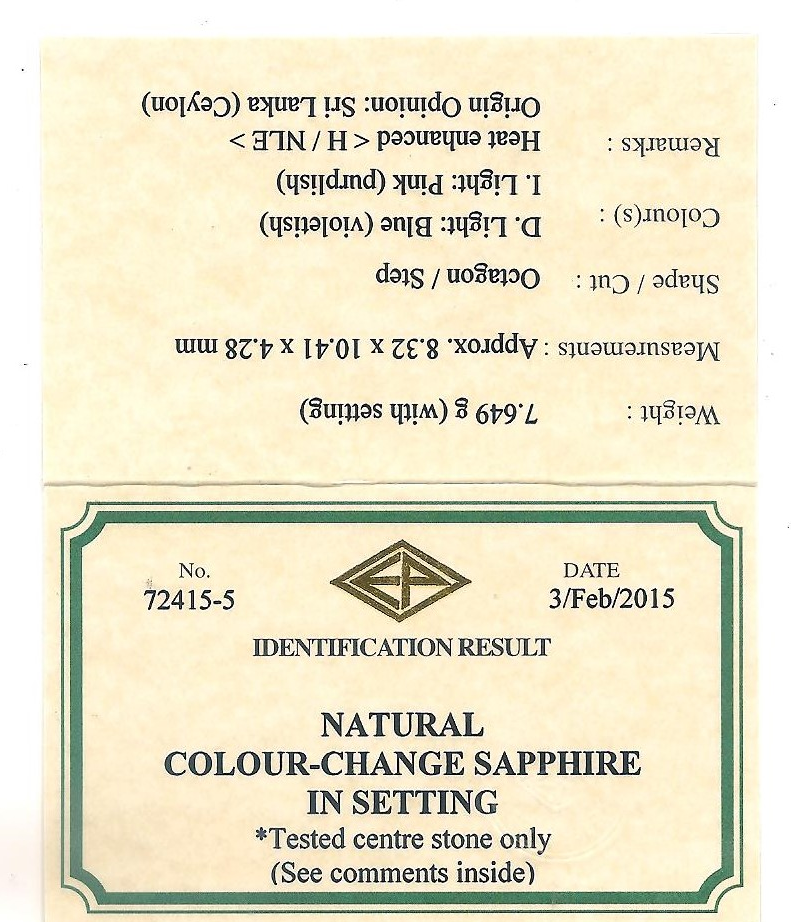 Weight : 7.649 g (with setting)
Measurements : Approx. 8.32 x 10.41 x 4.28 mm
Shape / Cut : Octagon / Step
Colour(s) : D. Light: Blue (violetish)
I. Light: Pink (purplish)
Remarks : Heat enhanced < H / NLE >
Origin Opinion: Sri Lanka (Ceylon)
No.
72415-5
DATE
3/Feb/2015
IDENTIFICATION RESULT
NATURAL
COLOUR-CHANGE SAPPHIRE
IN SETTING
*Tested centre stone only
(See comments inside)